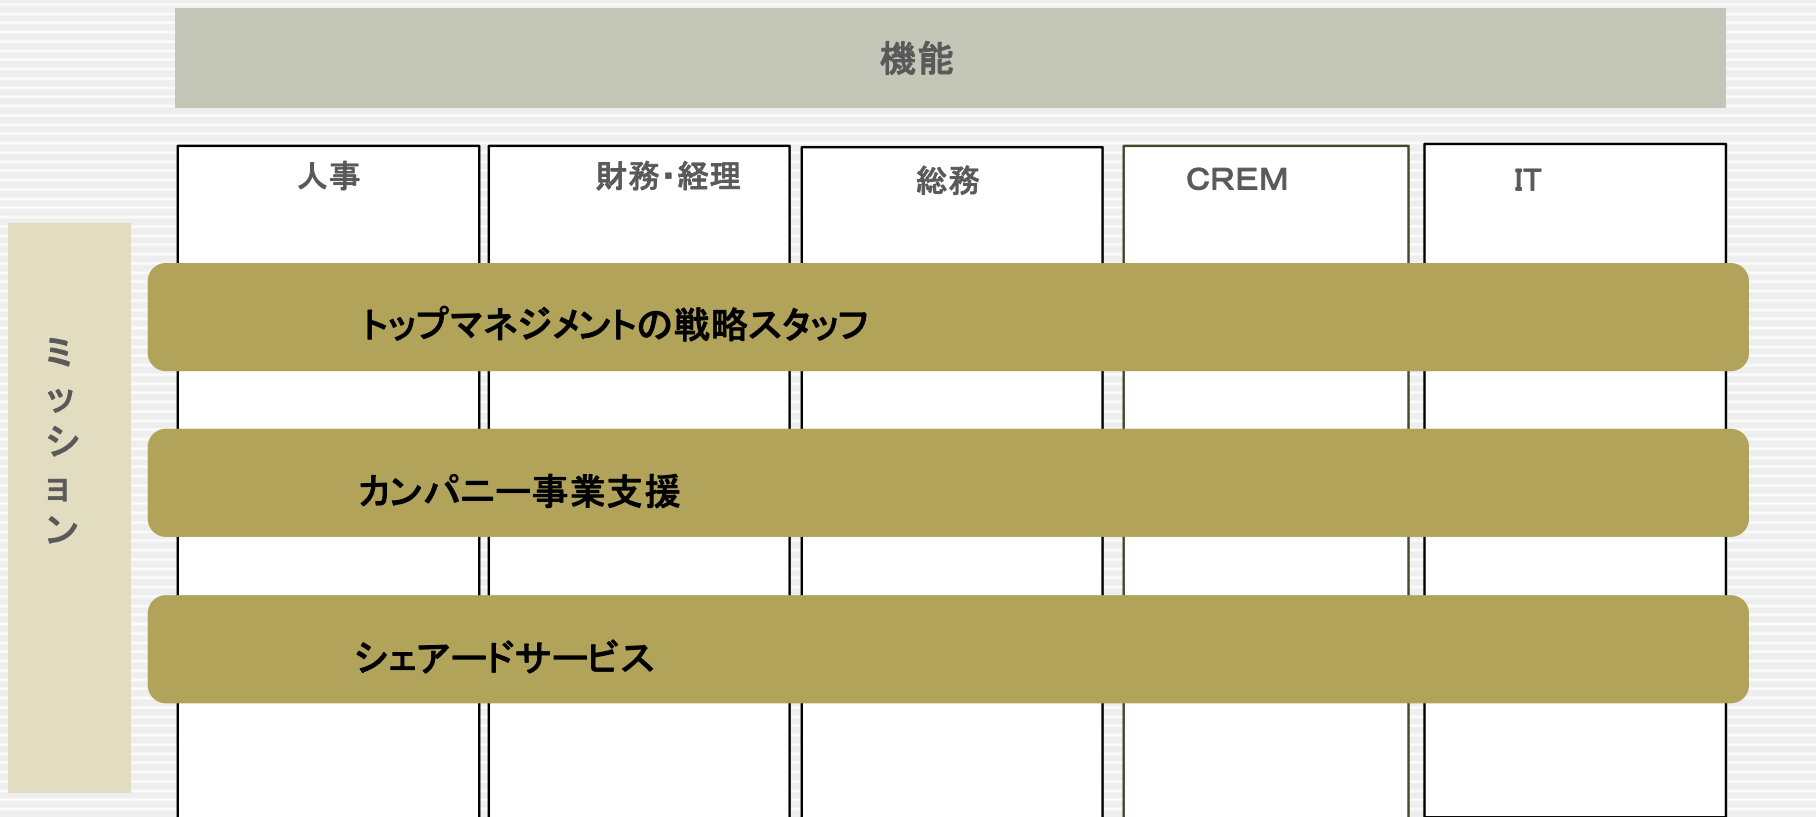 機能
人事
財務・経理
総務
CREM
IT
ミッション
トップマネジメントの戦略スタッフ
カンパニー事業支援
シェアードサービス